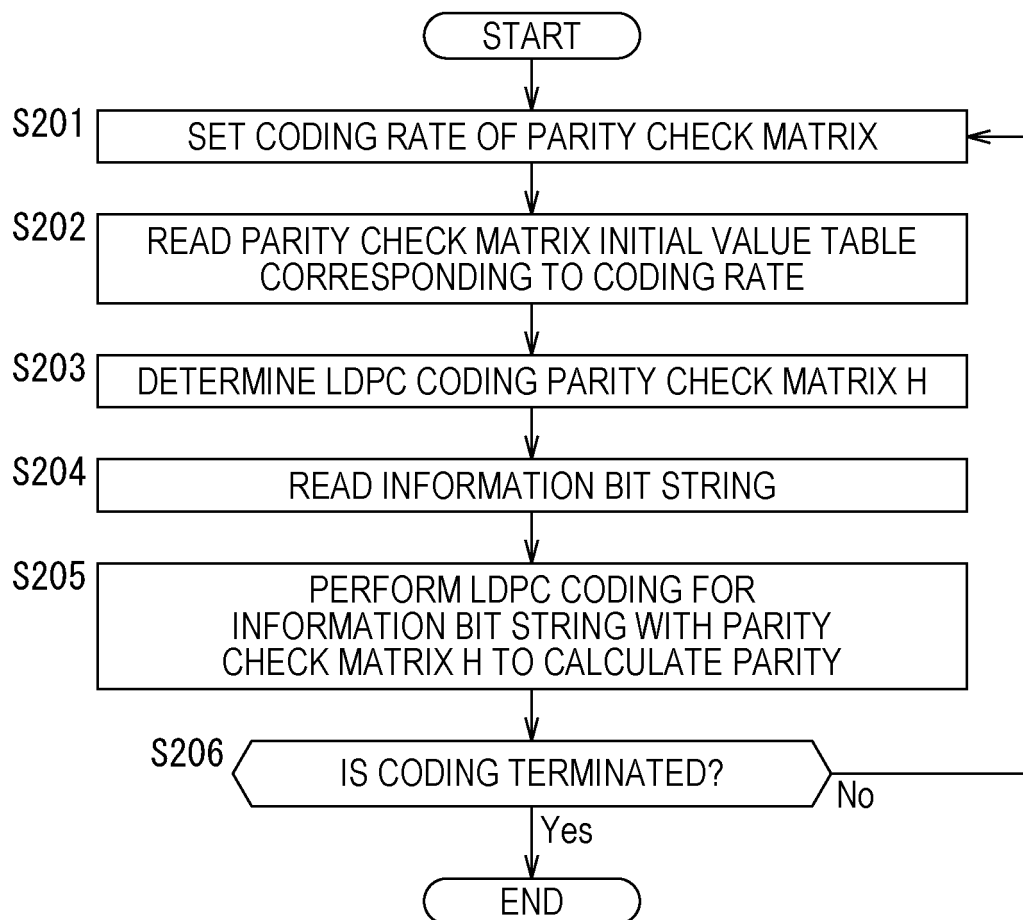 START
S201
SET CODING RATE OF PARITY CHECK MATRIX
S202
READ PARITY CHECK MATRIX INITIAL VALUE TABLE
CORRESPONDING TO CODING RATE
S203
DETERMINE LDPC CODING PARITY CHECK MATRIX H
S204
READ INFORMATION BIT STRING
S205
PERFORM LDPC CODING FOR
INFORMATION BIT STRING WITH PARITY
CHECK MATRIX H TO CALCULATE PARITY
S206
IS CODING TERMINATED?
No
Yes
END